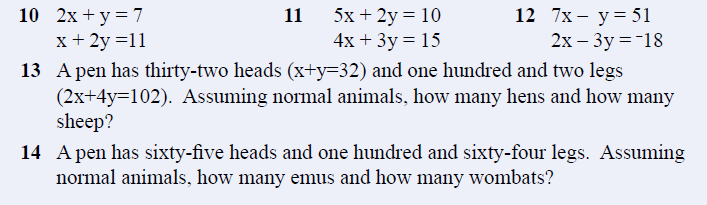 10 2x + y = 7 11 5x + 2y = 10 12 7x – y = 51
x + 2y =11 4x + 3y = 15 2x – 3y = ⁻18
13 A pen has thirty-two heads (x+y=32) and one hundred and two legs
(2x+4y=102). Assuming normal animals, how many hens and how many
sheep?
14 A pen has sixty-five heads and one hundred and sixty-four legs. Assuming
normal animals, how many emus and how many wombats?